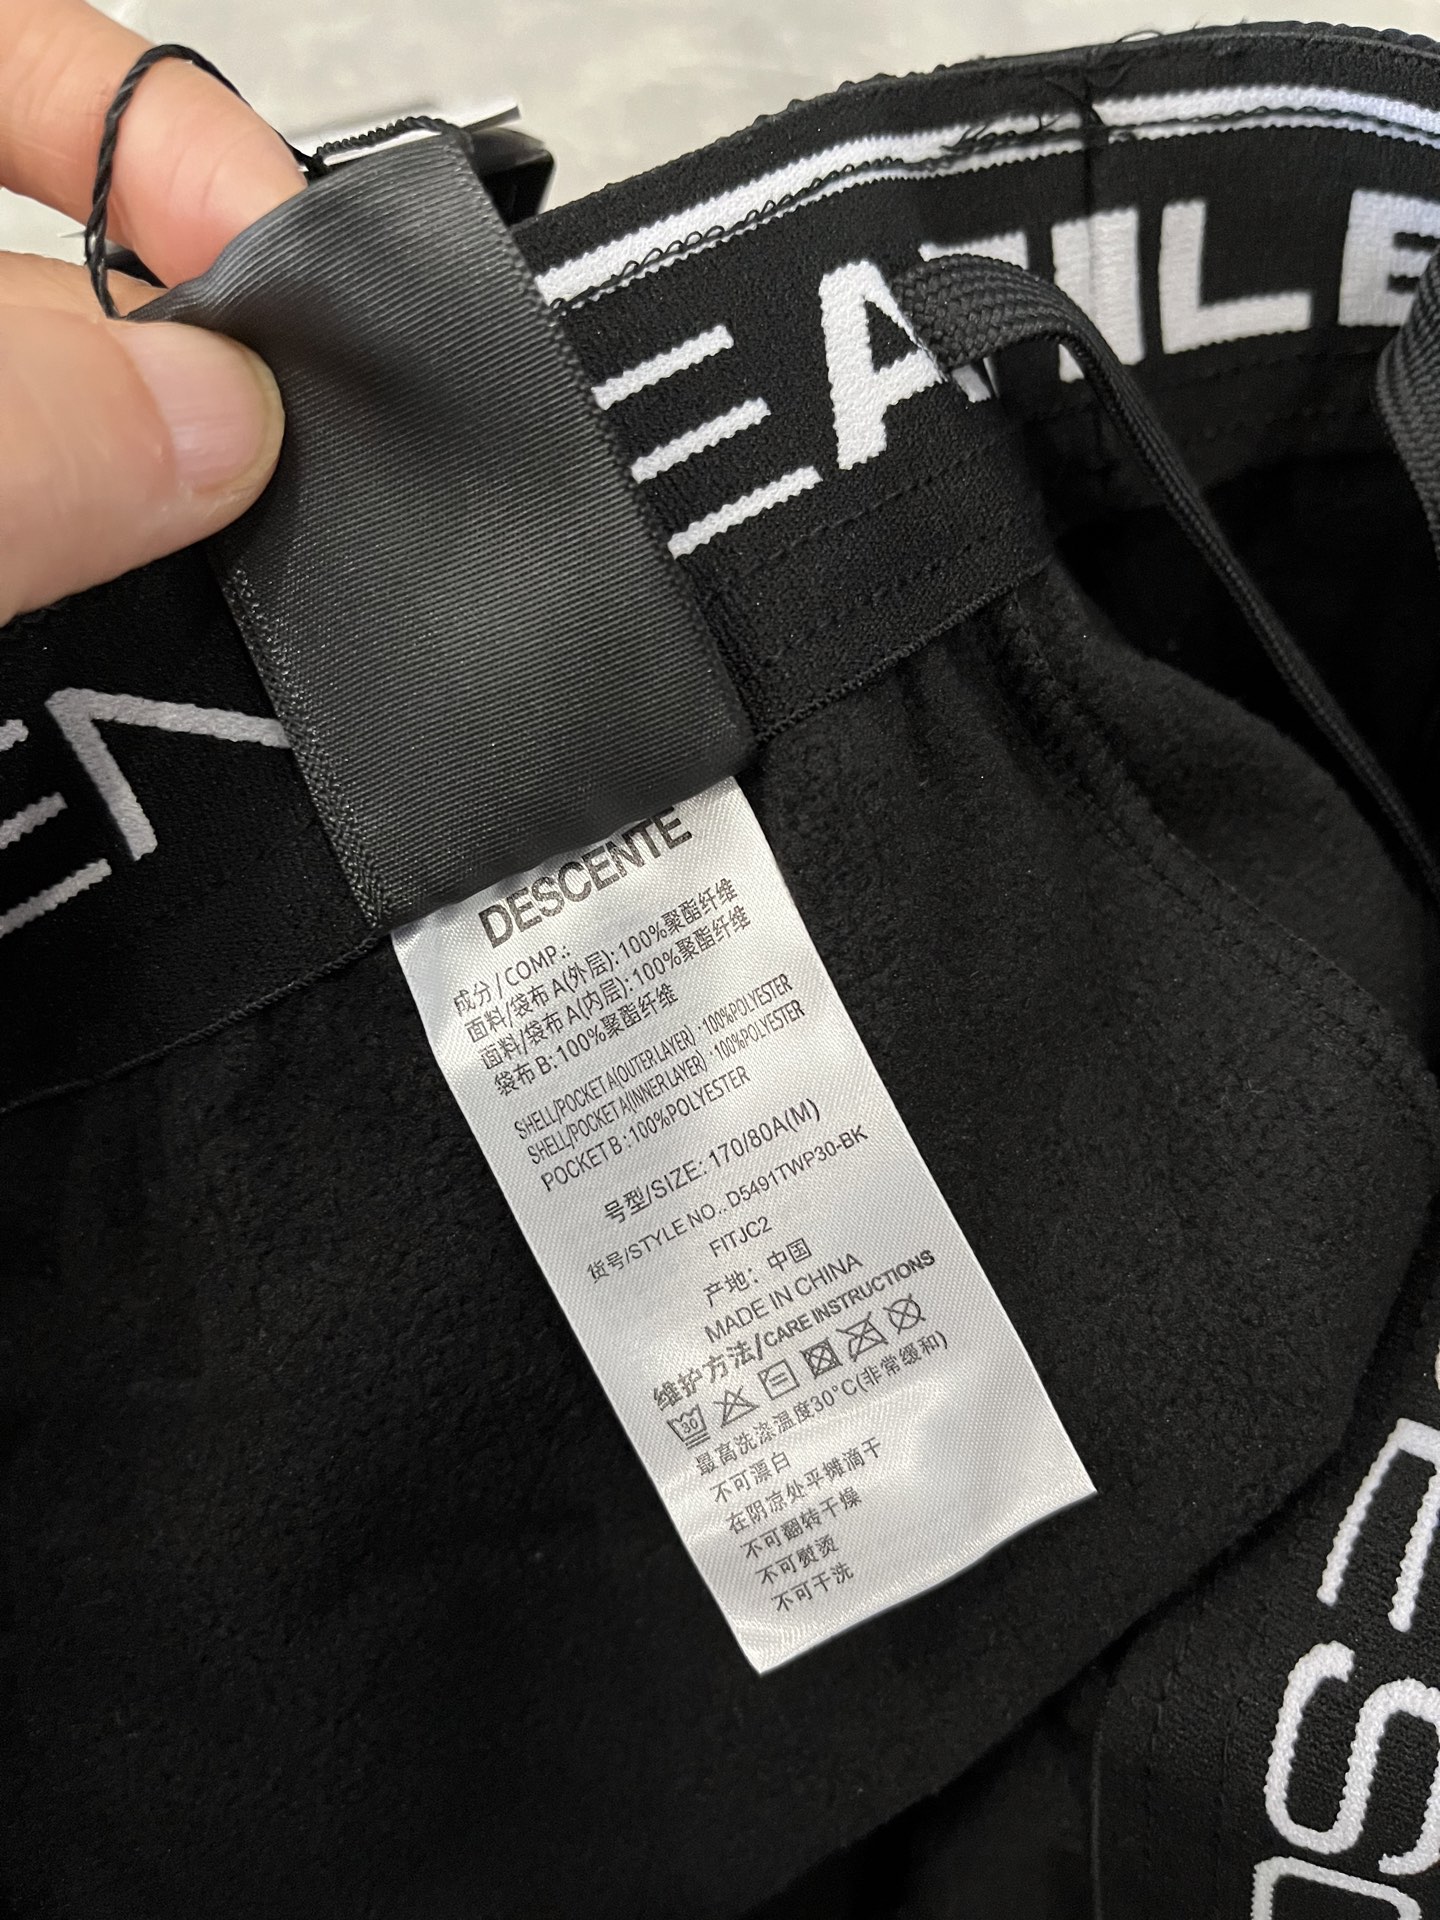 DESCENTE
成分/COMP.:
面料/袋布 A(外层): 100%聚酯纤维
面料/袋布 A(内层): 100%聚酯纤维
袋布 B: 100%聚酯纤维
SHELL/POCKET A(OUTER LAYER) : 100%POLYESTER
SHELL/POCKET A(INNER LAYER) : 100%POLYESTER
POCKET B : 100%POLYESTER
号型/SIZE: 170/80A(M)
货号/STYLE NO.: D5491TWP30-BK
FITJC2
产地: 中国
MADE IN CHINA
维护方法/CARE INSTRUCTIONS
30
最高洗涤温度30°C(非常缓和)
不可漂白
在阴凉处平摊滴干
不可翻转干燥
不可熨烫
不可干洗